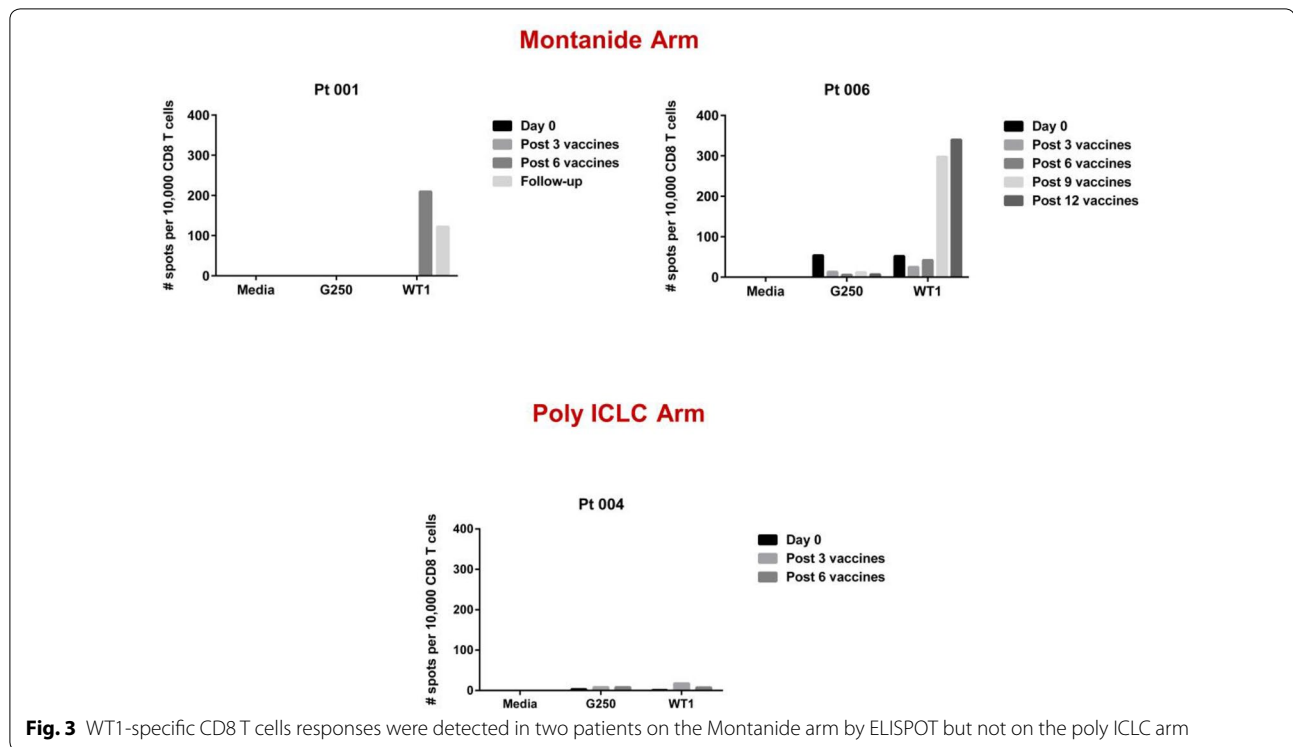 Montanide Arm
Pt 001
# spots per 10,000 CD8 T cells
400
300
200
100
0
Media
G250
WT1
Day 0
Post 3 vaccines
Post 6 vaccines
Follow-up
Pt 006
# spots per 10,000 CD8 T cells
400
300
200
100
0
Media
G250
WT1
Day 0
Post 3 vaccines
Post 6 vaccines
Post 9 vaccines
Post 12 vaccines
Poly ICLC Arm
Pt 004
# spots per 10,000 CD8 T cells
400
300
200
100
0
Media
G250
WT1
Day 0
Post 3 vaccines
Post 6 vaccines
Fig. 3 WT1-specific CD8 T cells responses were detected in two patients on the Montanide arm by ELISPOT but not on the poly ICLC arm